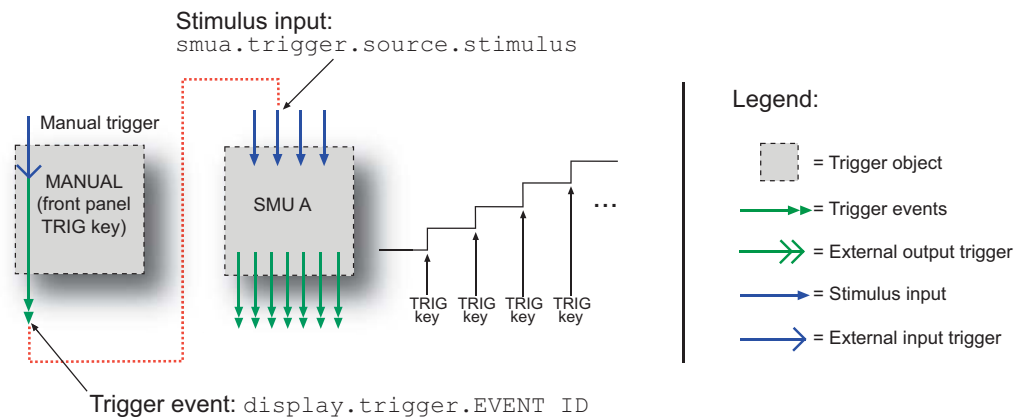 Stimulus input:
smua.trigger.source.stimulus
Manual trigger
MANUAL
(front panel
TRIG key)
SMU A
...
TRIG
key
TRIG
key
TRIG
key
TRIG
key
Trigger event: display.trigger.EVENT ID
Legend:
= Trigger object
= Trigger events
= External output trigger
= Stimulus input
= External input trigger